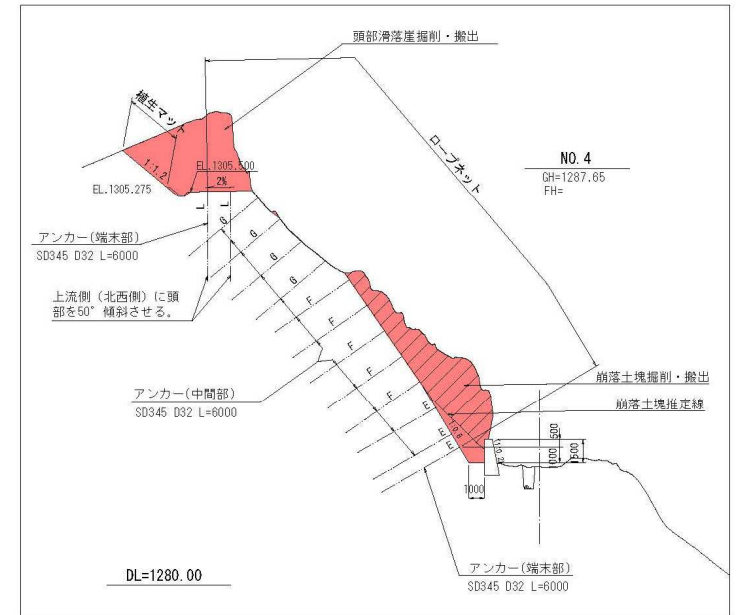 頭部滑落崖掘削・搬出
植生マット
ロープネット
NO. 4
GH=1287.65
FH=
1:1.2
EL.1305.500
2%
EL.1305.275
L
L
アンカー(端末部)
SD345 D32 L=6000
G
G
G
G
上流側(北西側)に頭
部を50°傾斜させる。
F
F
F
F
F
アンカー(中間部)
SD345 D32 L=6000
崩落土塊掘削・搬出
崩落土塊推定線
E
E
E
1:0.6
500
1500
1000
アンカー(端末部)
SD345 D32 L=6000
DL=1280.00